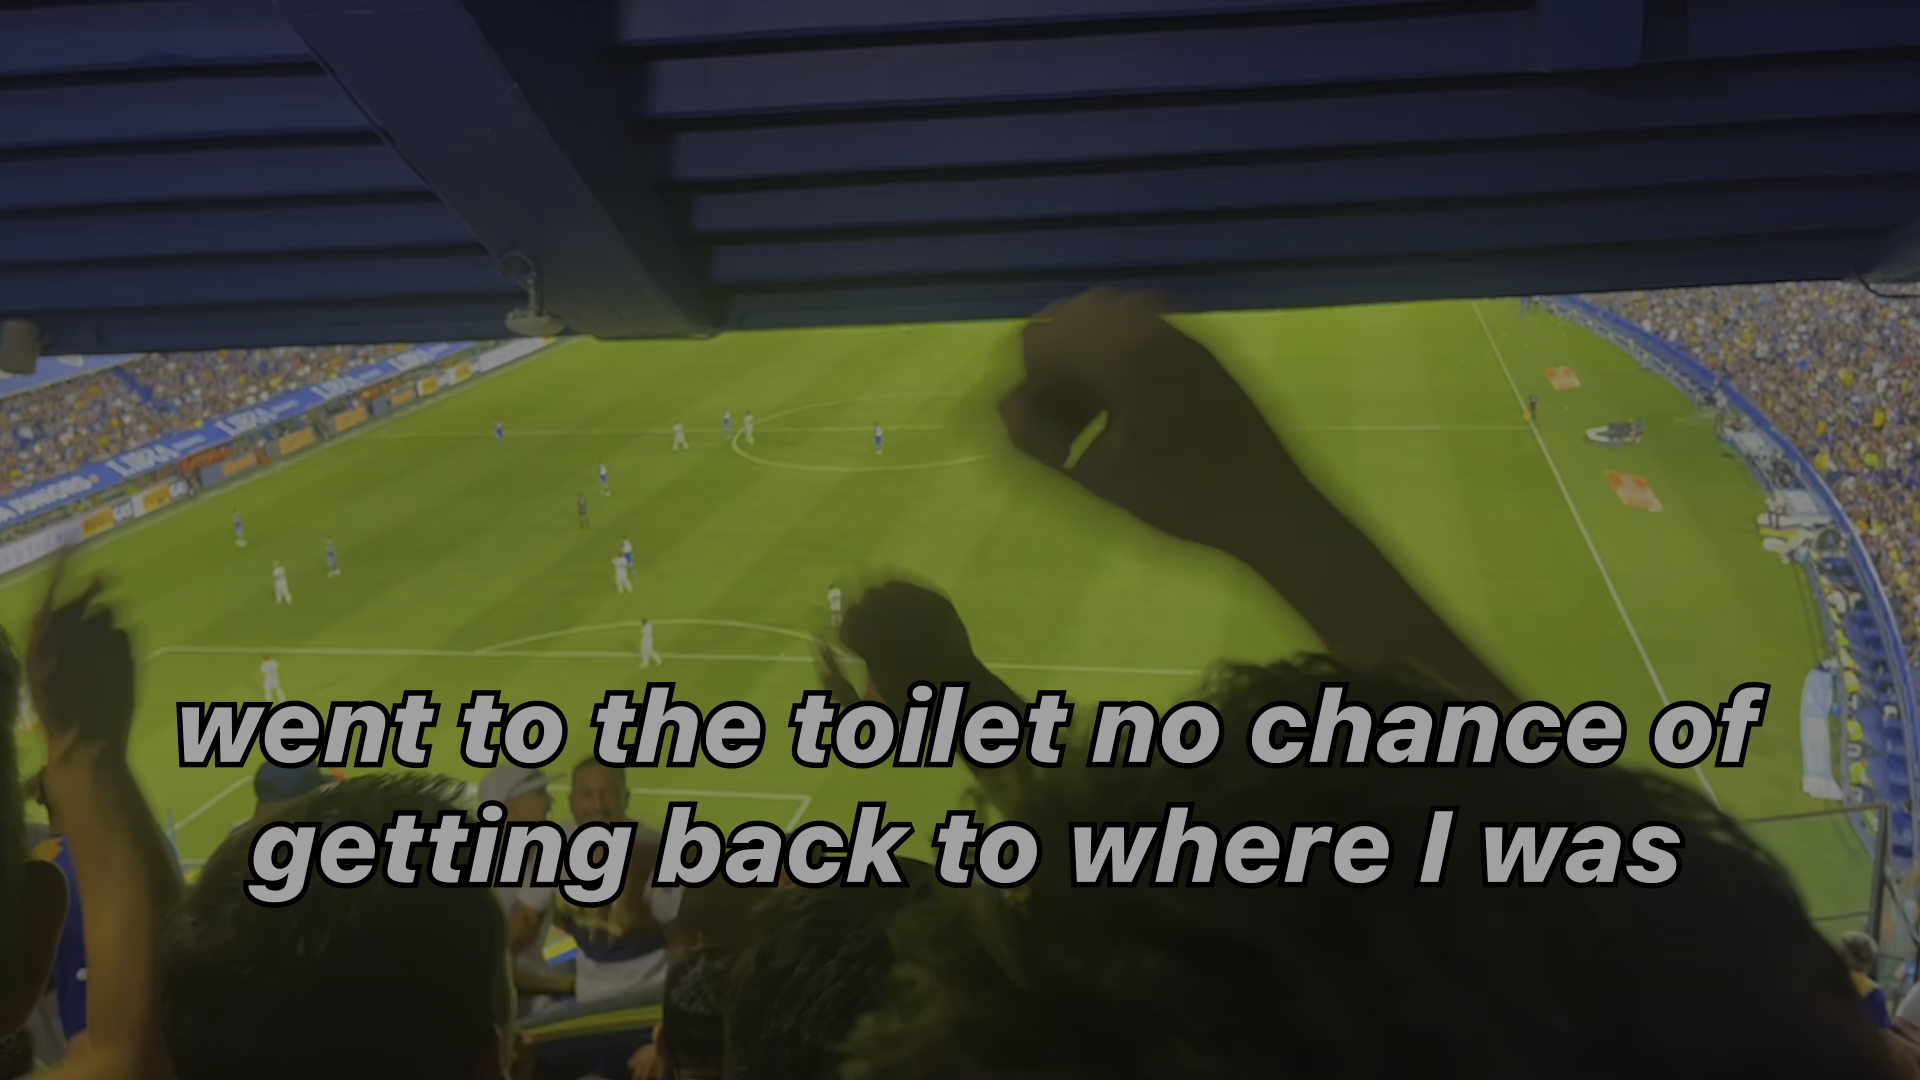 went to the toilet no chance of
getting back to where I was